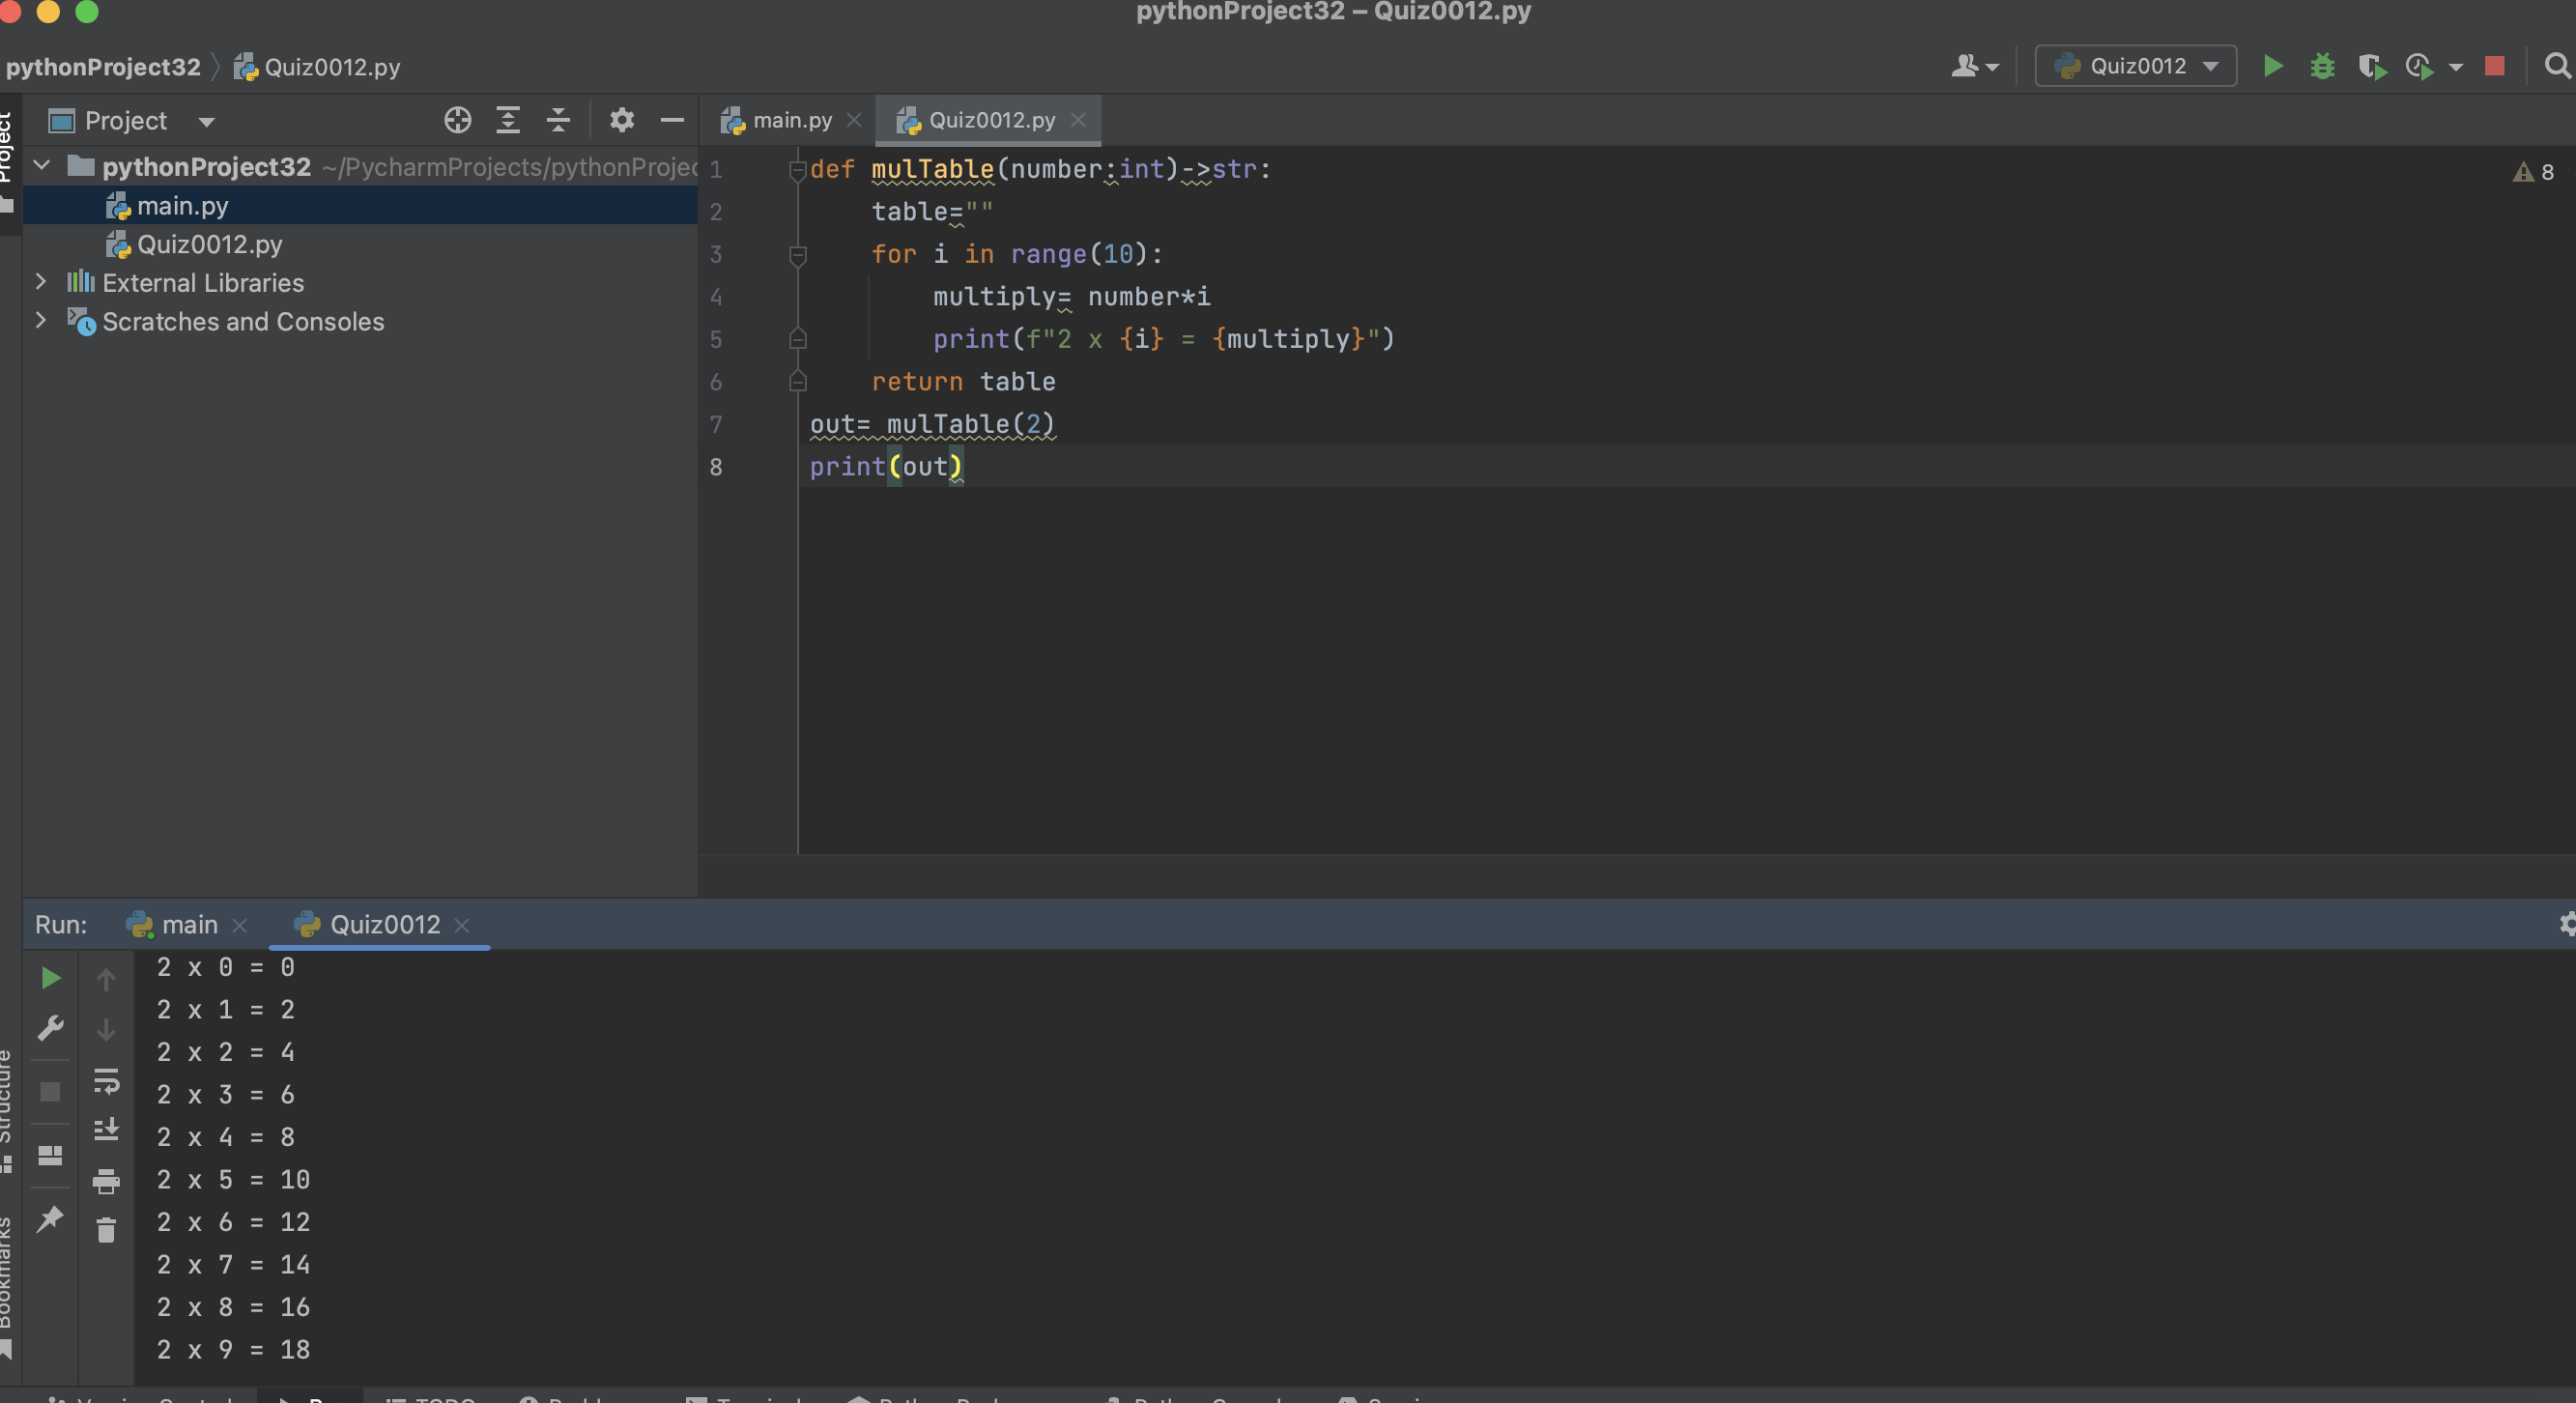 pythonProject32 – Quiz0012.py
pythonProject32 Quiz0012.py
Quiz0012
Project
Project
main.py
Quiz0012.py
pythonProject32 ~/PycharmProjects/pythonProjec
main.py
Quiz0012.py
External Libraries
Scratches and Consoles
1 def mulTable(number:int)->str:
2 table=""
3 for i in range(10):
4 multiply= number*i
5 print(f"2 x {i} = {multiply}")
6 return table
7 out= mulTable(2)
8 print(out)
8
Run: main Quiz0012
2 x 0 = 0
2 x 1 = 2
2 x 2 = 4
2 x 3 = 6
2 x 4 = 8
2 x 5 = 10
2 x 6 = 12
2 x 7 = 14
2 x 8 = 16
2 x 9 = 18
Structure
Bookmarks